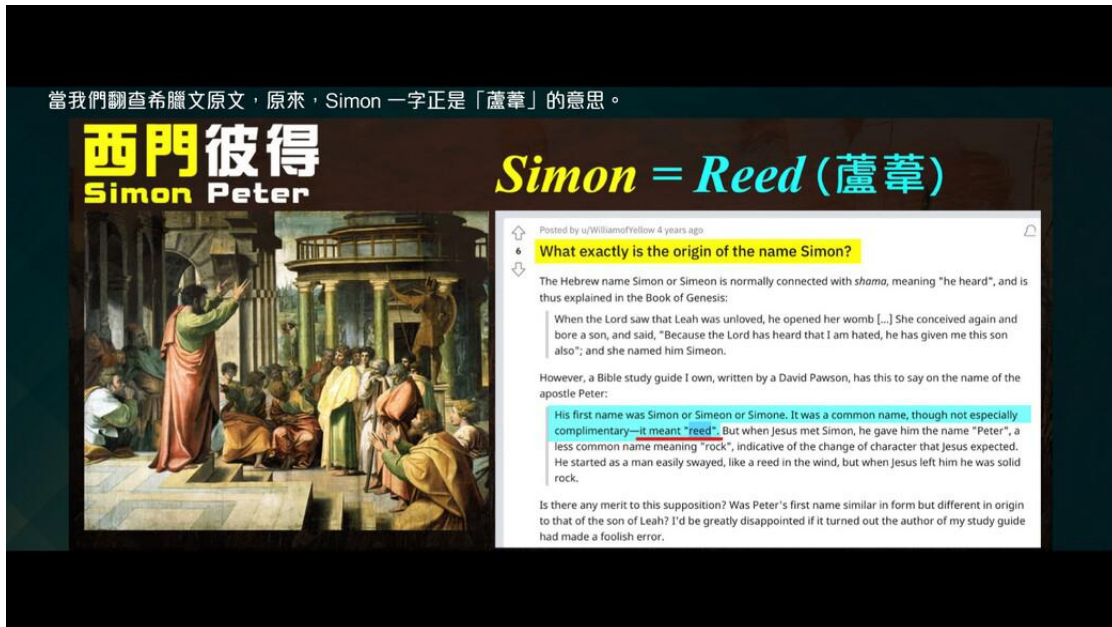 當我們翻查希臘文原文，原來，Simon 一字正是「蘆葦」的意思。
西門彼得
Simon Peter
Simon = Reed (蘆葦)
Posted by u/WilliamofYellow 4 years ago
6
What exactly is the origin of the name Simon?
The Hebrew name Simon or Simeon is normally connected with shama, meaning "he heard", and is
thus explained in the Book of Genesis:
When the Lord saw that Leah was unloved, he opened her womb [...] She conceived again and
bore a son, and said, "Because the Lord has heard that I am hated, he has given me this son
also"; and she named him Simeon.
However, a Bible study guide I own, written by a David Pawson, has this to say on the name of the
apostle Peter:
His first name was Simon or Simeon or Simone. It was a common name, though not especially
complimentary—it meant "reed". But when Jesus met Simon, he gave him the name "Peter", a
less common name meaning "rock", indicative of the change of character that Jesus expected.
He started as a man easily swayed, like a reed in the wind, but when Jesus left him he was solid
rock.
Is there any merit to this supposition? Was Peter's first name similar in form but different in origin
to that of the son of Leah? I'd be greatly disappointed if it turned out the author of my study guide
had made a foolish error.